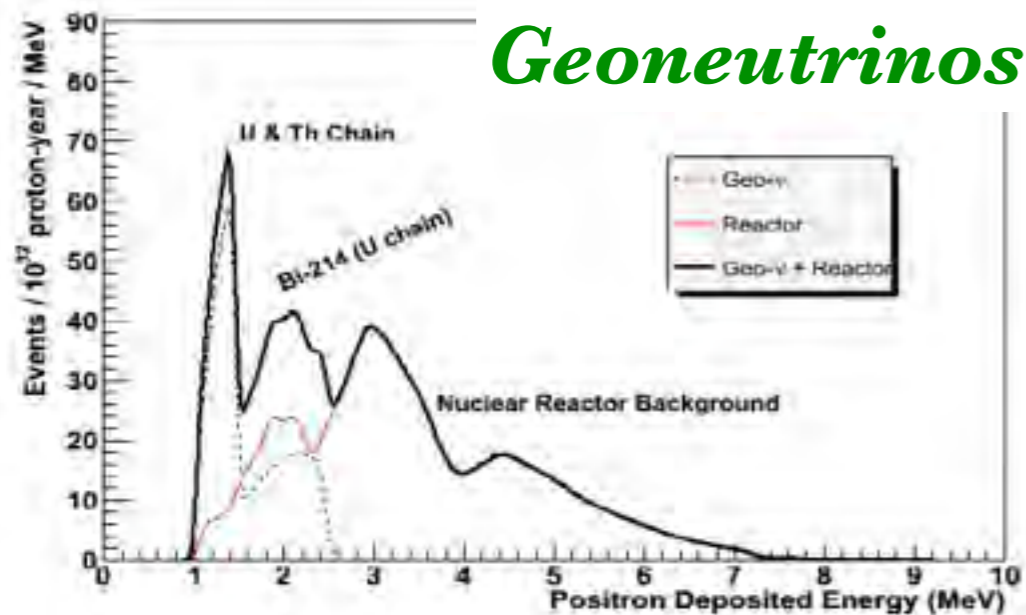 Geoneutrinos
90
80
70
60
50
40
30
20
10
0
Events / 10³² proton-year / MeV
U & Th Chain
Bi-214 (U chain)
Nuclear Reactor Background
Geo-ν
Reactor
Geo-ν + Reactor
0 1 2 3 4 5 6 7 8 9 10
Positron Deposited Energy (MeV)